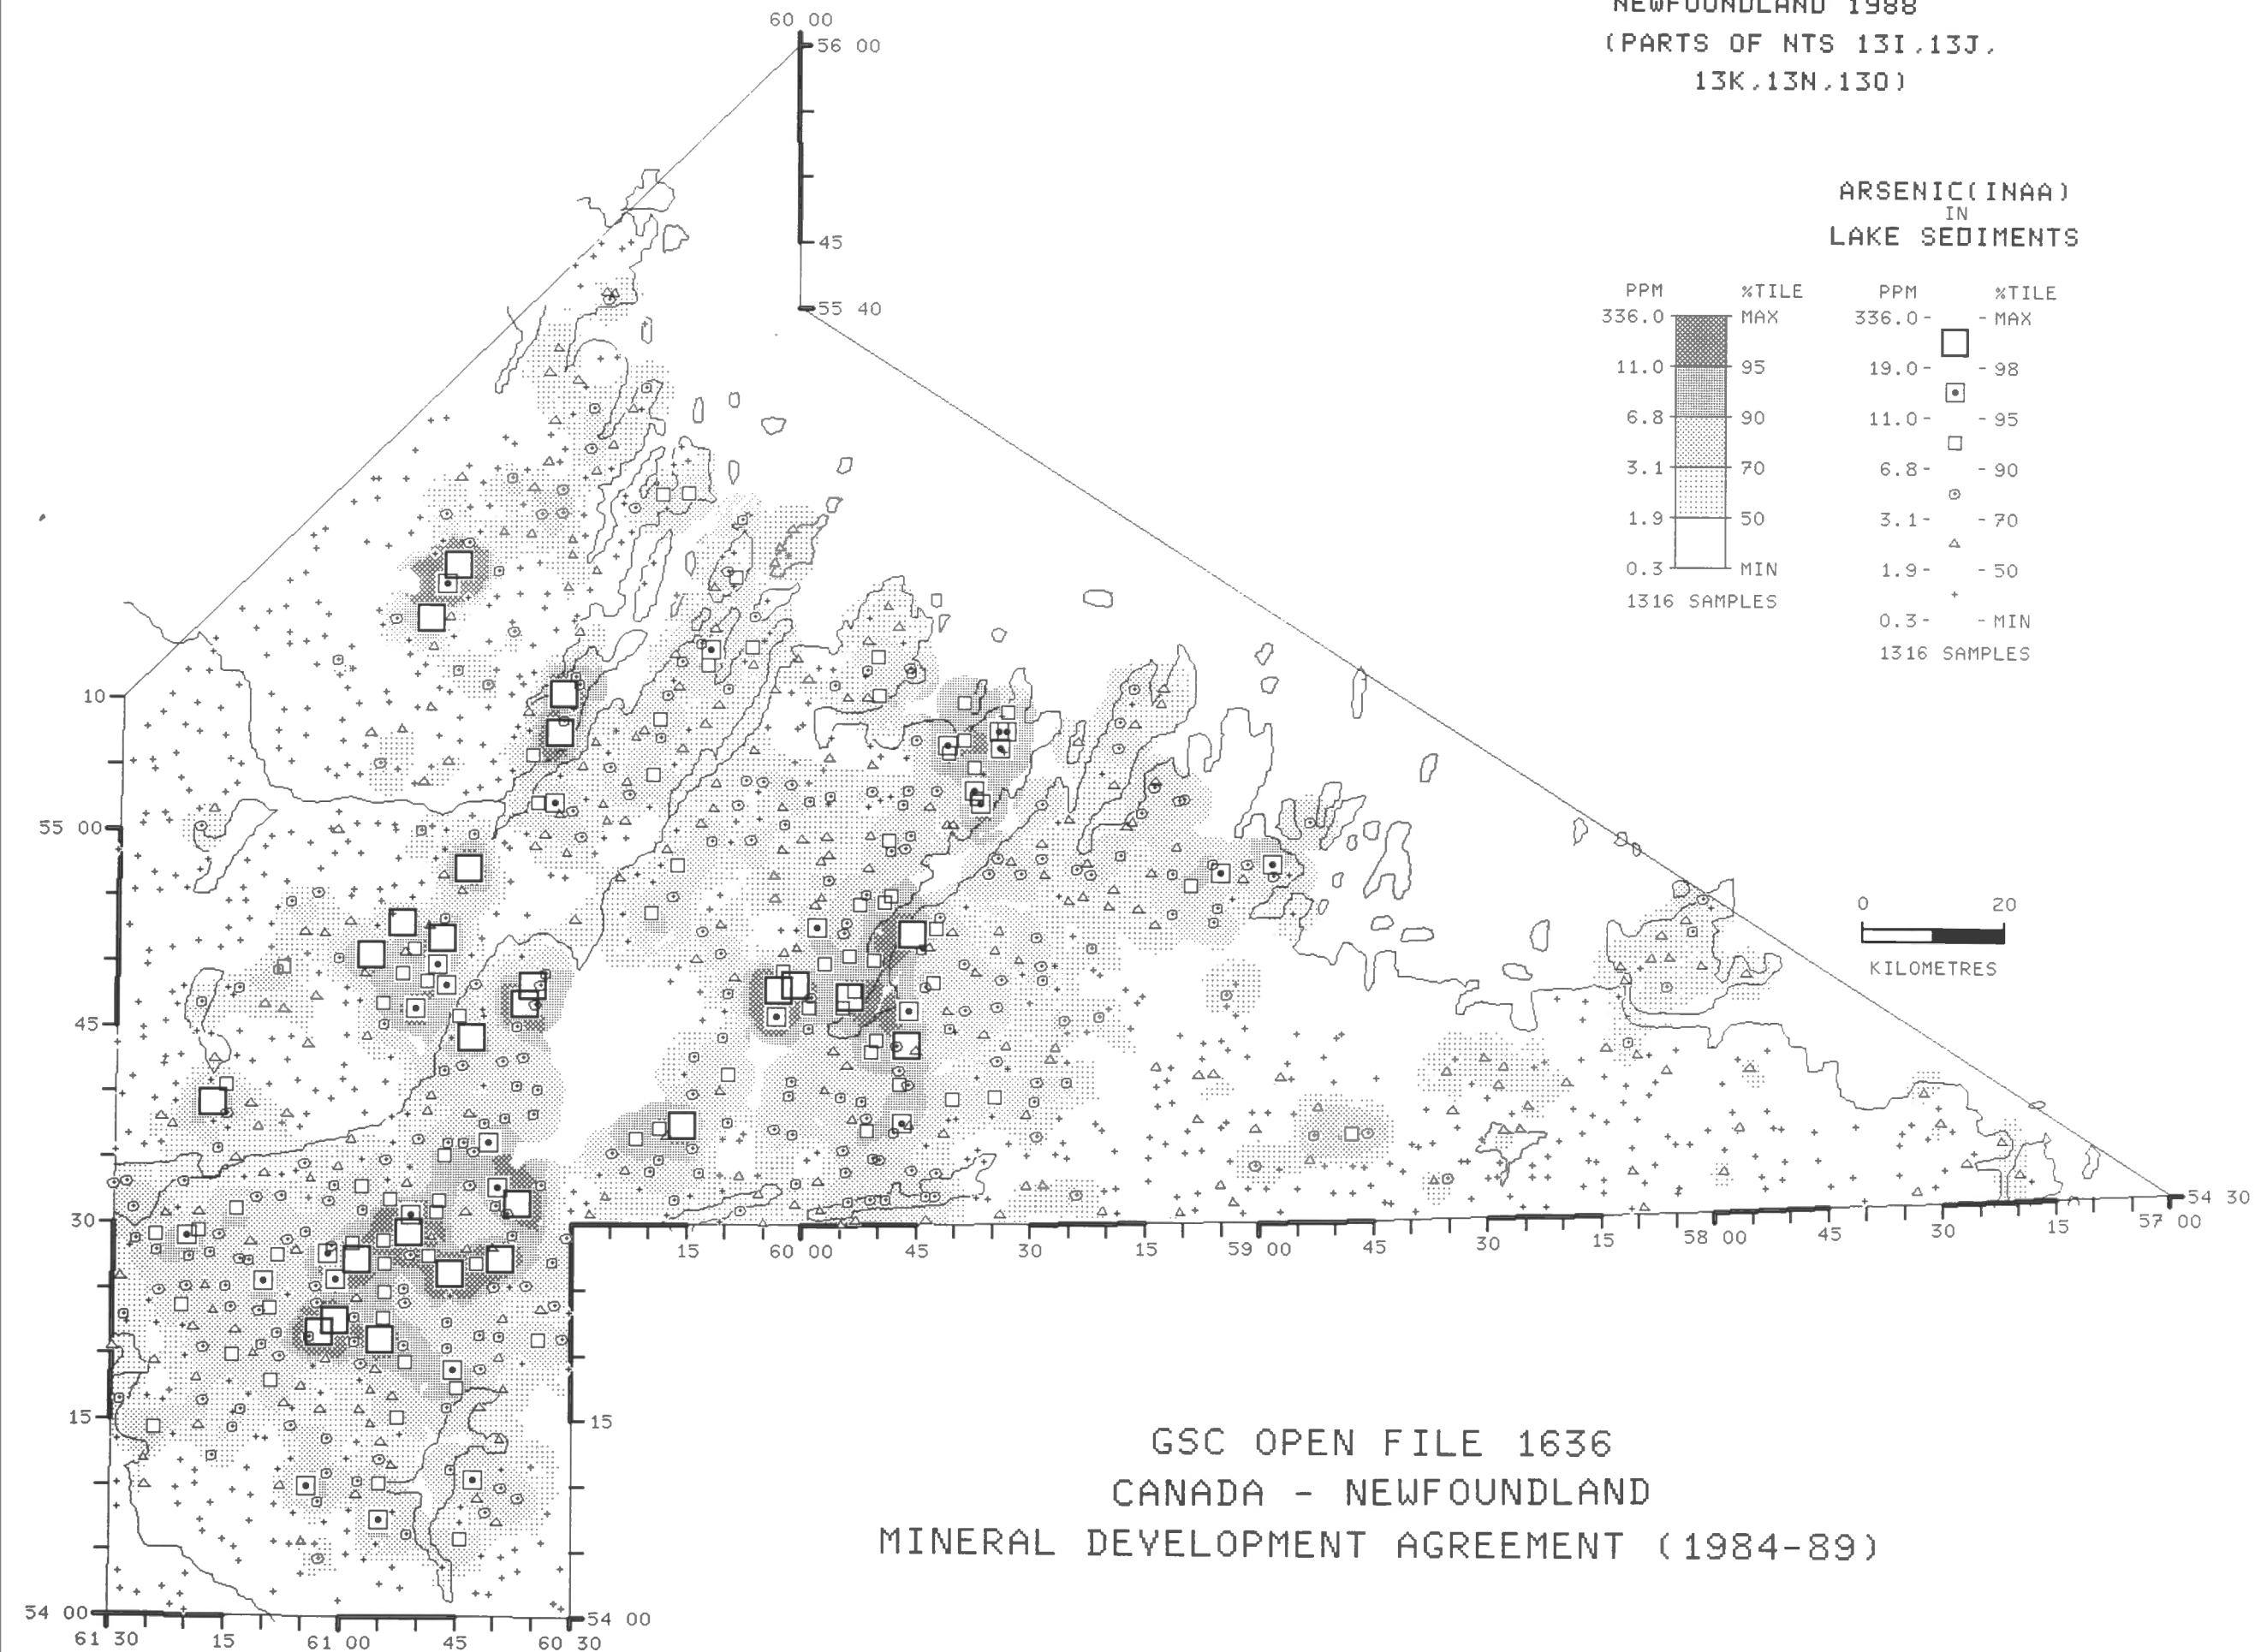 NEWFOUNDLAND 1988
(PARTS OF NTS 13I,13J,
13K,13N,13O)
60 00
56 00
45
55 40
ARSENIC(INAA)
IN
LAKE SEDIMENTS
PPM %TILE
336.0 MAX
11.0 95
6.8 90
3.1 70
1.9 50
0.3 MIN
1316 SAMPLES
PPM %TILE
336.0- - MAX
19.0- - 98
11.0- - 95
6.8- - 90
3.1- - 70
1.9- - 50
0.3- - MIN
1316 SAMPLES
10
55 00
45
30
15
54 00
0 20
KILOMETRES
54 30
15 60 00 45 30 15 59 00 45 30 15 58 00 45 30 15 57 00
15
54 00
61 30 15 61 00 45 60 30
GSC OPEN FILE 1636
CANADA - NEWFOUNDLAND
MINERAL DEVELOPMENT AGREEMENT (1984-89)